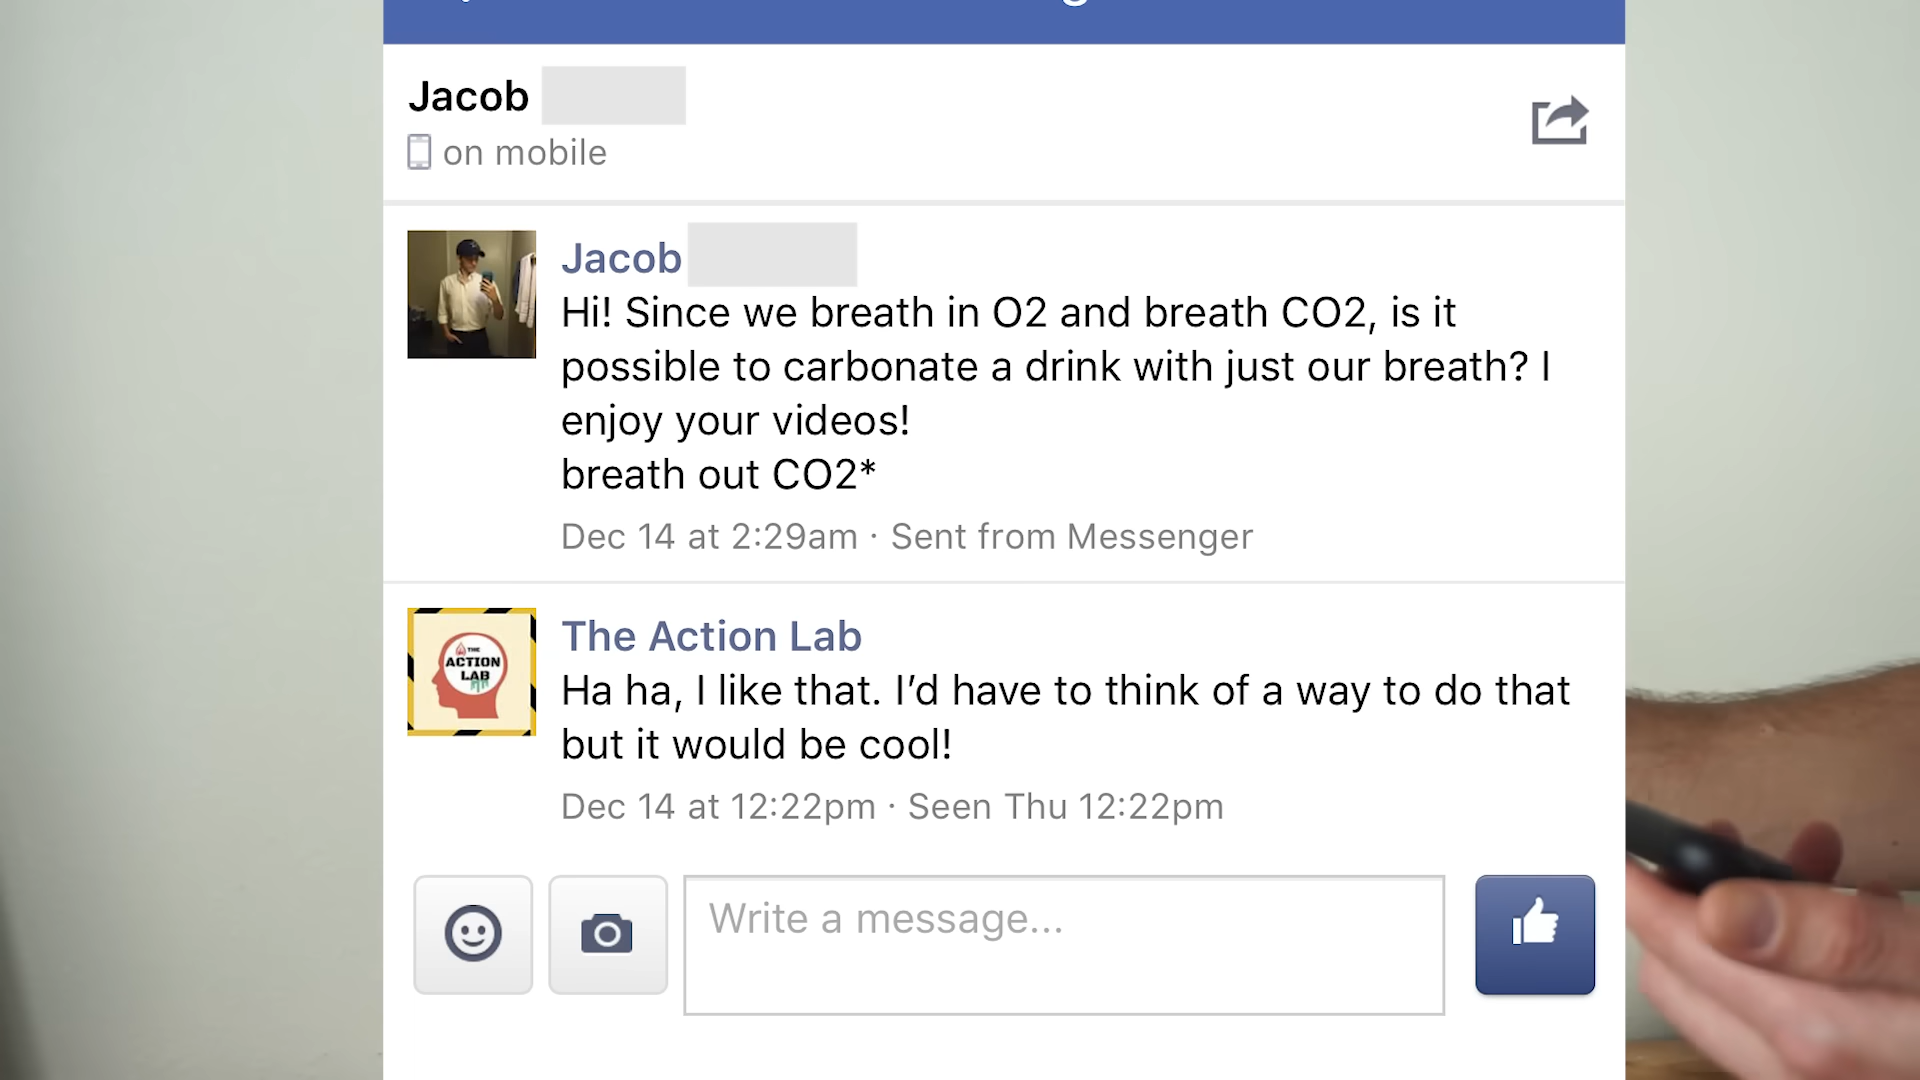 Jacob
on mobile
Jacob
Hi! Since we breath in O2 and breath CO2, is it
possible to carbonate a drink with just our breath? I
enjoy your videos!
breath out CO2*
Dec 14 at 2:29am · Sent from Messenger
THE
ACTION
LAB
The Action Lab
Ha ha, I like that. I’d have to think of a way to do that
but it would be cool!
Dec 14 at 12:22pm · Seen Thu 12:22pm
Write a message...